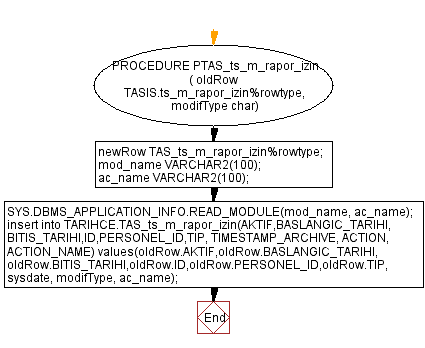 PROCEDURE PTAS_ts_m_rapor_izin
( oldRow
TASIS.ts_m_rapor_izin%rowtype,
modifType char)
newRow TAS_ts_m_rapor_izin%rowtype;
mod_name VARCHAR2(100);
ac_name VARCHAR2(100);
SYS.DBMS_APPLICATION_INFO.READ_MODULE(mod_name, ac_name);
insert into TARIHCE.TAS_ts_m_rapor_izin(AKTIF,BASLANGIC_TARIHI,
BITIS_TARIHI,ID,PERSONEL_ID,TIP, TIMESTAMP_ARCHIVE, ACTION,
ACTION_NAME) values(oldRow.AKTIF,oldRow.BASLANGIC_TARIHI,
oldRow.BITIS_TARIHI,oldRow.ID,oldRow.PERSONEL_ID,oldRow.TIP,
sysdate, modifType, ac_name);
End